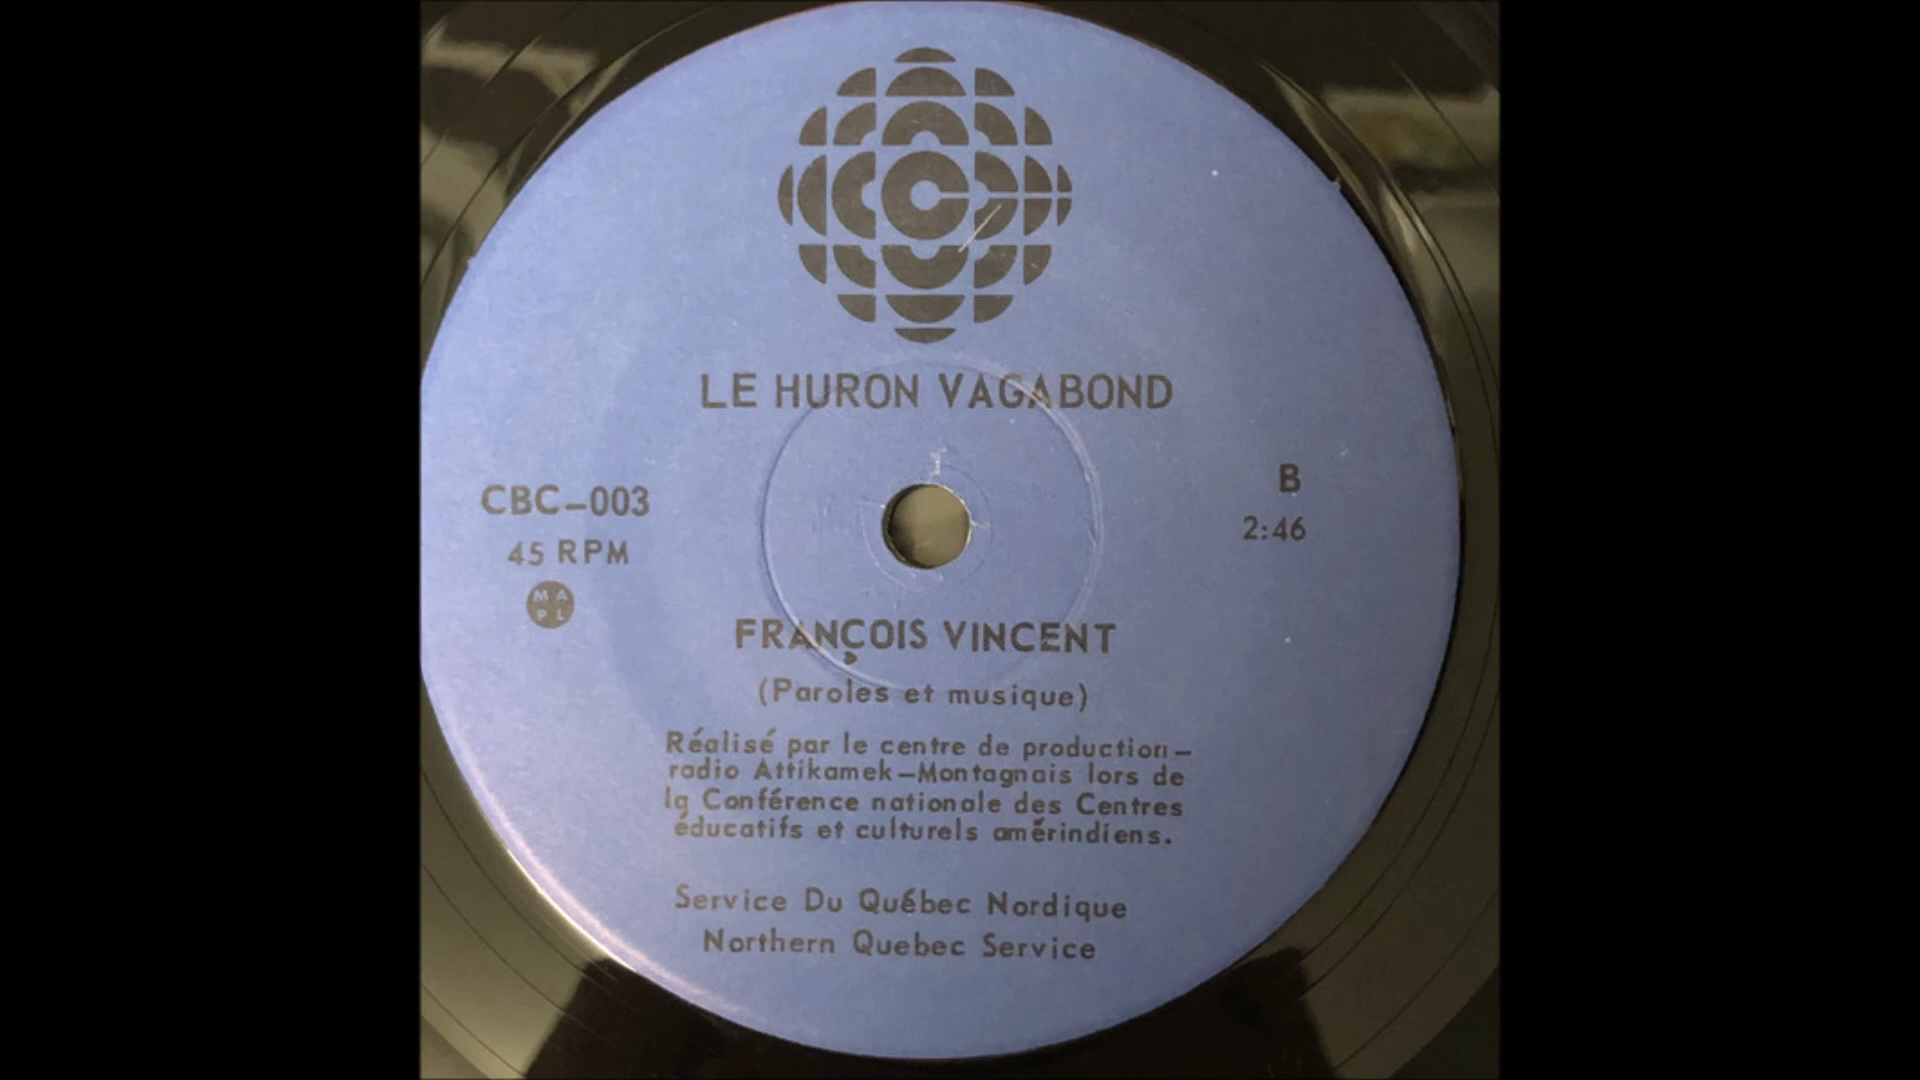 LE HURON VAGABOND
CBC-003
45 RPM
MA
PL
B
2:46
FRANÇOIS VINCENT
(Paroles et musique)
Réalisé par le centre de production-
radio Attikamek-Montagnais lors de
la Conférence nationale des Centres
éducatifs et culturels amérindiens.
Service Du Québec Nordique
Northern Quebec Service